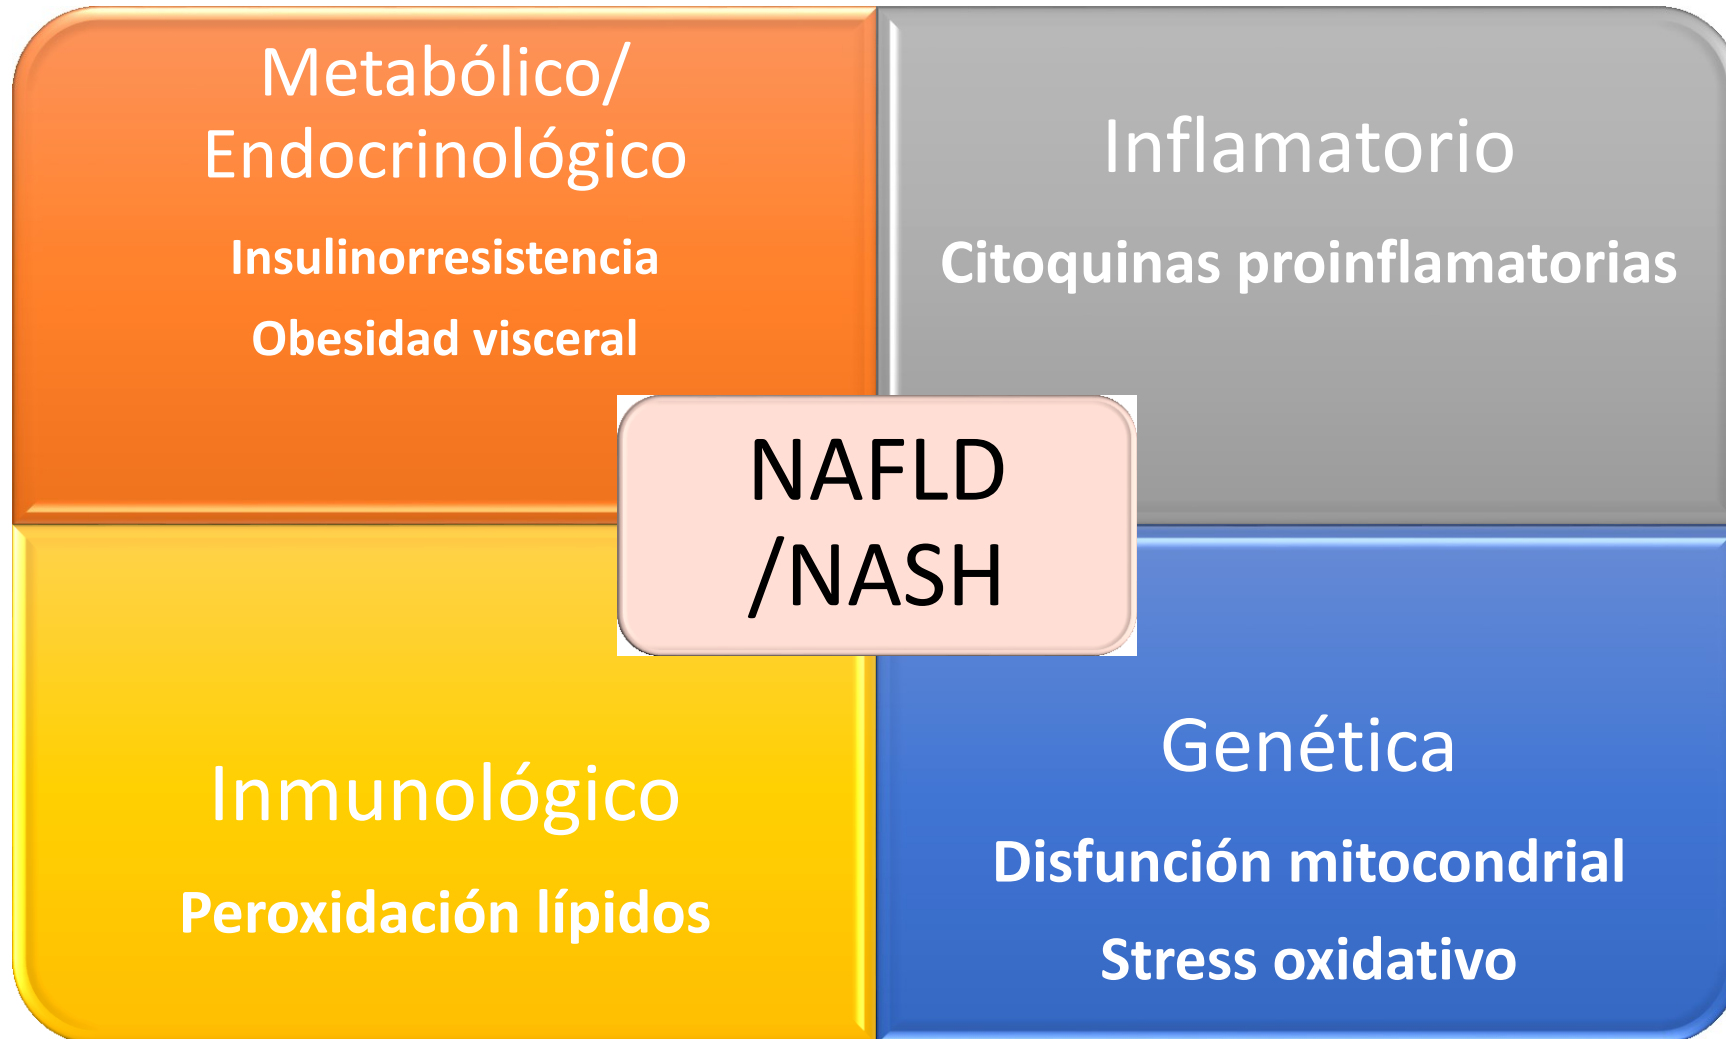 Metabólico/
Endocrinológico
Insulinorresistencia
Obesidad visceral
Inflamatorio
Citoquinas proinflamatorias
NAFLD
/NASH
Inmunológico
Peroxidación lípidos
Genética
Disfunción mitocondrial
Stress oxidativo